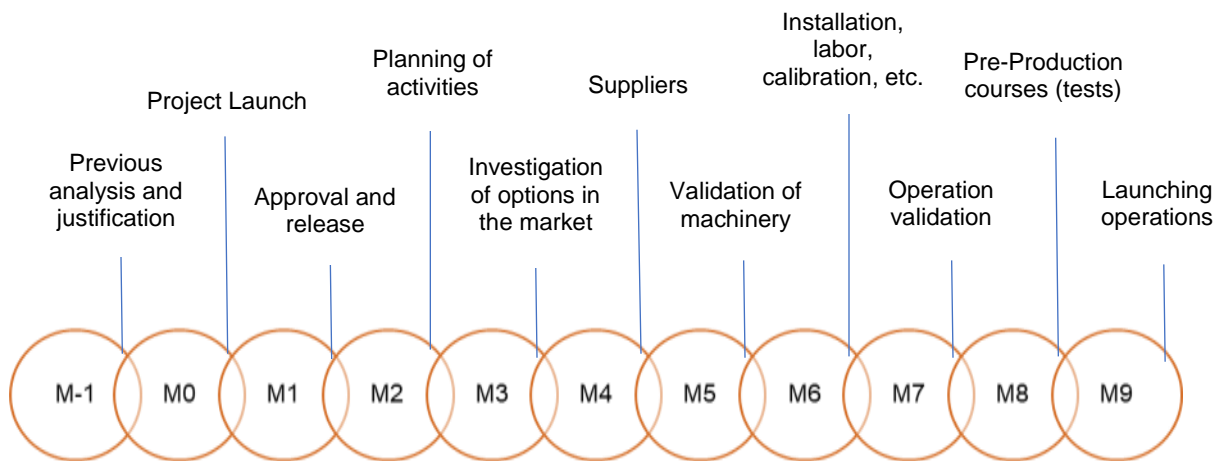 Previous
analysis and
justification
Project Launch
Approval and
release
Planning of
activities
Investigation
of options in
the market
Suppliers
Validation of
machinery
Installation,
labor,
calibration, etc.
Operation
validation
Pre-Production
courses (tests)
Launching
operations
M-1
M0
M1
M2
M3
M4
M5
M6
M7
M8
M9